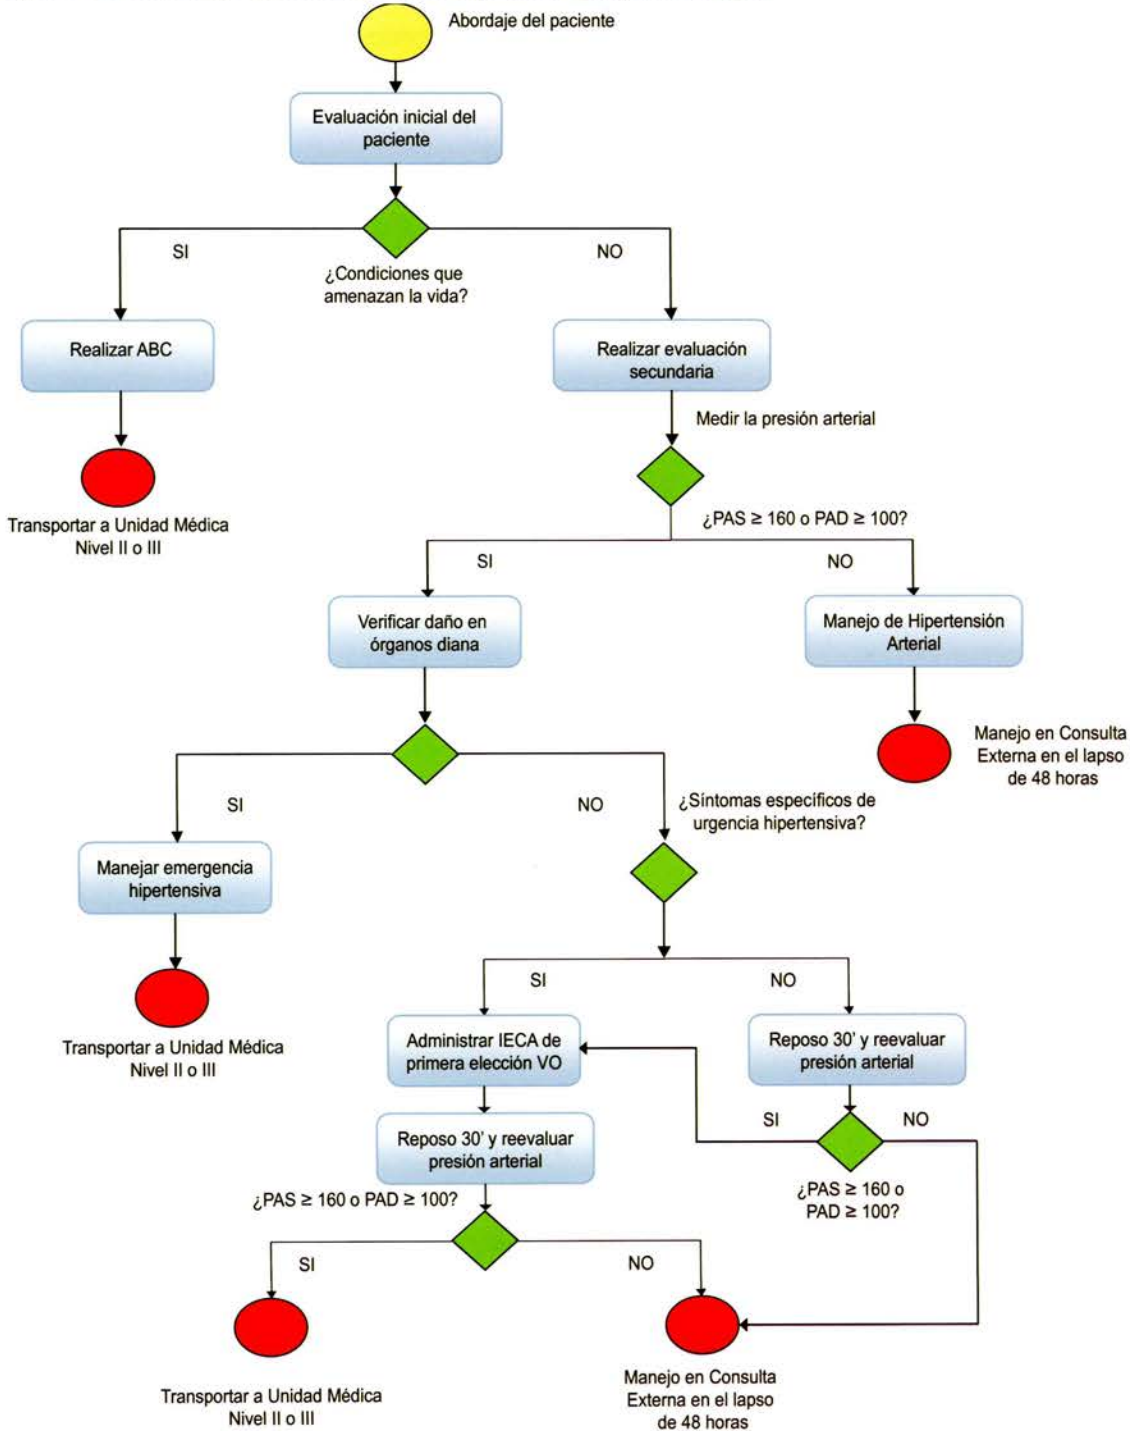 Abordaje del paciente
Evaluación inicial del
paciente
SI
NO
¿Condiciones que
amenazan la vida?
Realizar ABC
Realizar evaluación
secundaria
Medir la presión arterial
Transportar a Unidad Médica
Nivel II o III
¿PAS ≥ 160 o PAD ≥ 100?
SI
NO
Verificar daño en
órganos diana
Manejo de Hipertensión
Arterial
Manejo en Consulta
Externa en el lapso
de 48 horas
SI
NO
¿Síntomas específicos de
urgencia hipertensiva?
Manejar emergencia
hipertensiva
SI
NO
Transportar a Unidad Médica
Nivel II o III
Administrar IECA de
primera elección VO
Reposo 30' y reevaluar
presión arterial
SI
NO
Reposo 30' y reevaluar
presión arterial
¿PAS ≥ 160 o PAD ≥ 100?
¿PAS ≥ 160 o
PAD ≥ 100?
SI
NO
Transportar a Unidad Médica
Nivel II o III
Manejo en Consulta
Externa en el lapso
de 48 horas